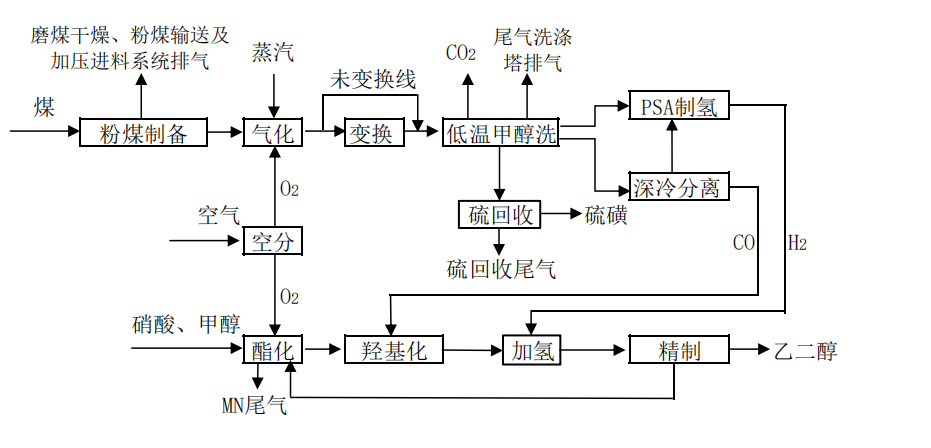 磨煤干燥、粉煤输送及
加压进料系统排气
蒸汽
CO2
尾气洗涤
塔排气
未变换线
煤
粉煤制备
气化
变换
低温甲醇洗
PSA制氢
深冷分离
O2
空气
空分
硫回收
硫磺
CO
H2
硫回收尾气
O2
硝酸、甲醇
酯化
羟基化
加氢
精制
乙二醇
MN尾气